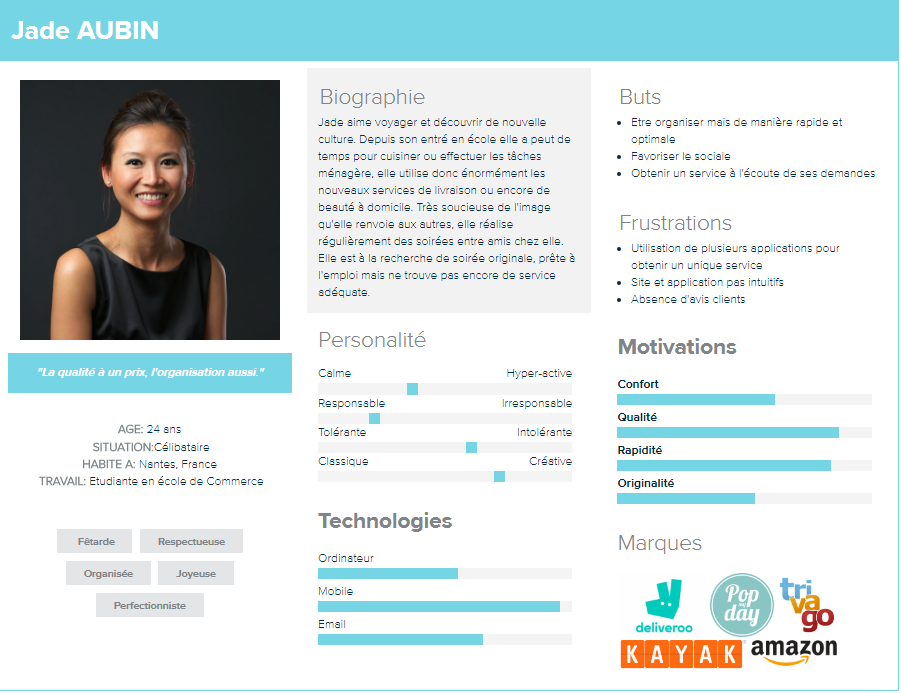 Jade AUBIN
"La qualité à un prix, l'organisation aussi."
AGE: 24 ans
SITUATION:Célibataire
HABITE A: Nantes, France
TRAVAIL: Etudiante en école de Commerce
Fêtarde
Respectueuse
Organisée
Joyeuse
Perfectionniste
Biographie
Jade aime voyager et découvrir de nouvelle
culture. Depuis son entré en école elle a peut de
temps pour cuisiner ou effectuer les tâches
ménagère, elle utilise donc énormément les
nouveaux services de livraison ou encore de
beauté à domicile. Très soucieuse de l'image
qu'elle renvoie aux autres, elle réalise
régulièrement des soirées entre amis chez elle.
Elle est à la recherche de soirée originale, prête à
l'emploi mais ne trouve pas encore de service
adéquate.
Personalité
Calme Hyper-active
Responsable Irresponsable
Tolérante Intolérante
Classique Créative
Technologies
Ordinateur
Mobile
Email
Buts
Etre organiser mais de manière rapide et
optimale
Favoriser le sociale
Obtenir un service à l'écoute de ses demandes
Frustrations
Utilisation de plusieurs applications pour
obtenir un unique service
Site et application pas intuitifs
Absence d'avis clients
Motivations
Confort
Qualité
Rapidité
Originalité
Marques
deliveroo
Pop
my
day
tri
va
go
KAYAK
amazon